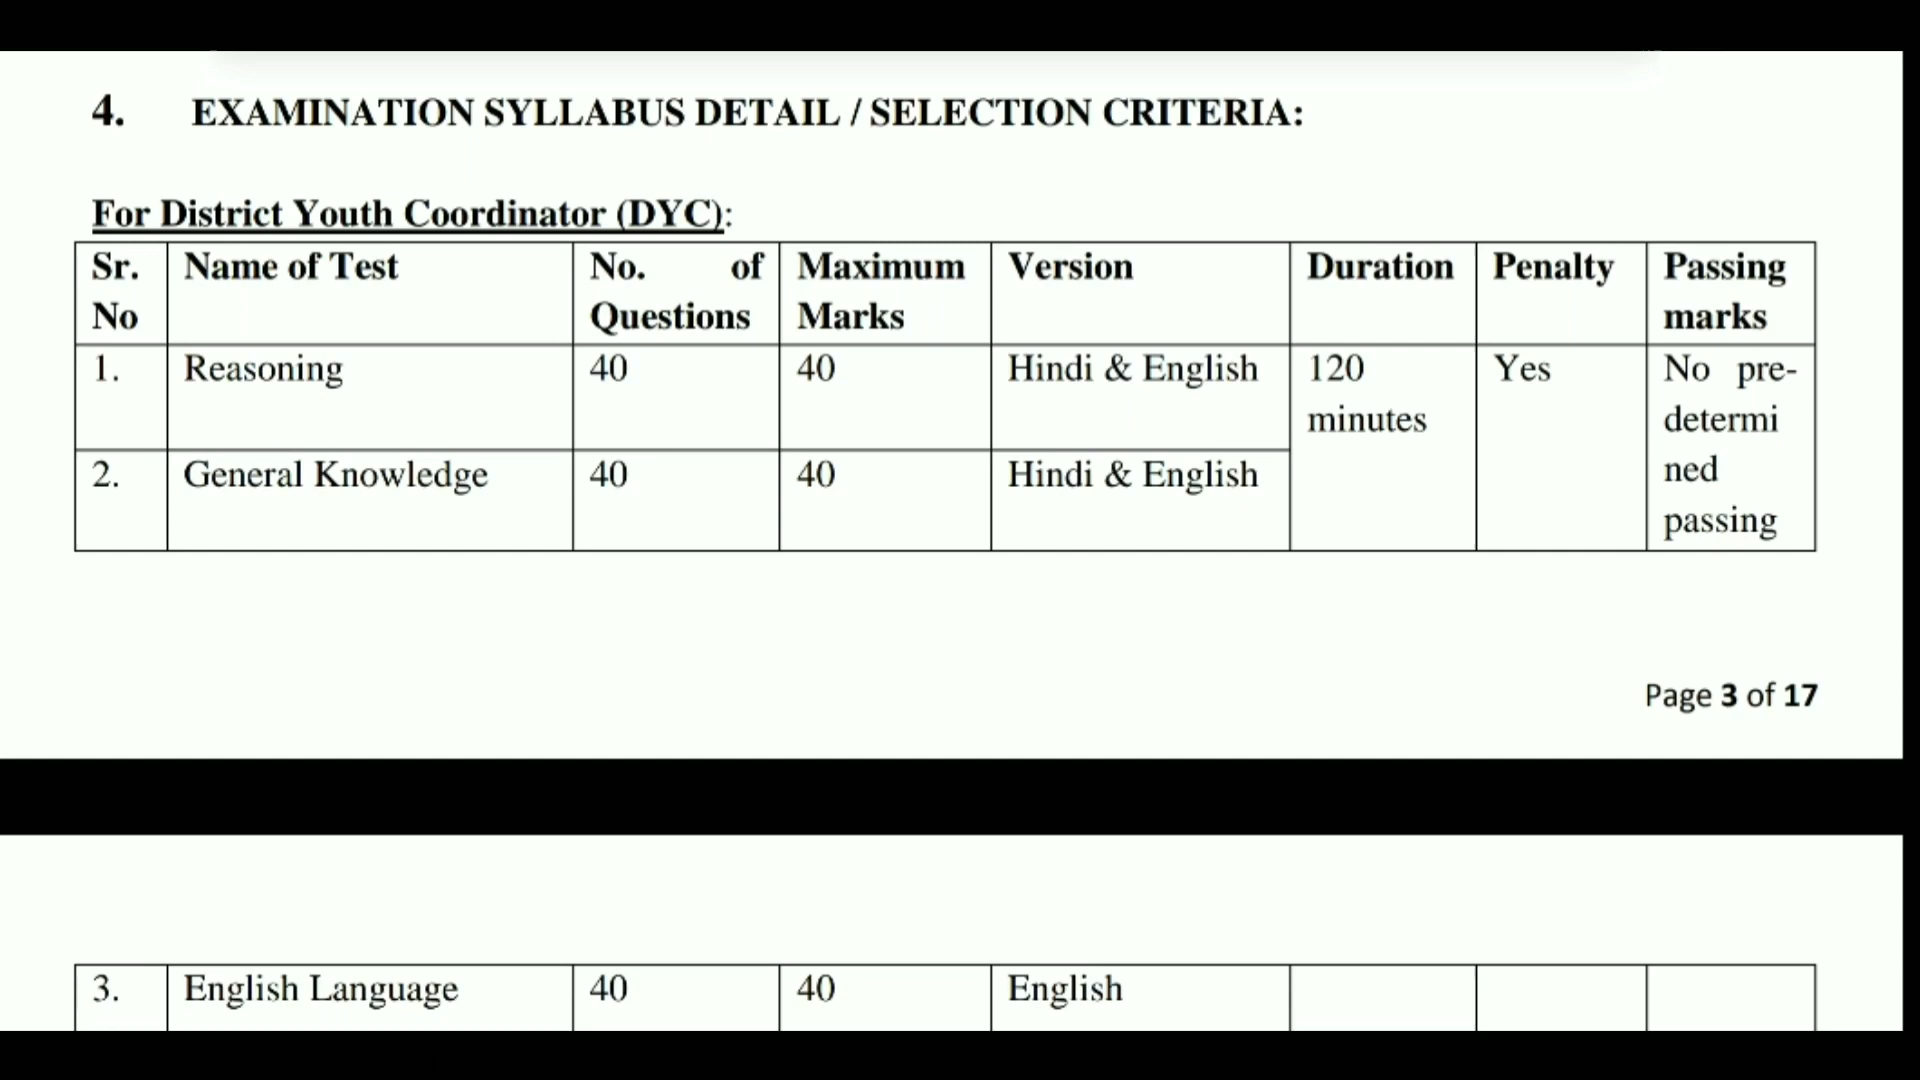 4. EXAMINATION SYLLABUS DETAIL / SELECTION CRITERIA:
For District Youth Coordinator (DYC):
Sr. No Name of Test No. of Questions Maximum Marks Version Duration Penalty Passing marks
1. Reasoning 40 40 Hindi & English 120 minutes Yes No pre-determi ned passing
2. General Knowledge 40 40 Hindi & English
Page 3 of 17
3. English Language 40 40 English